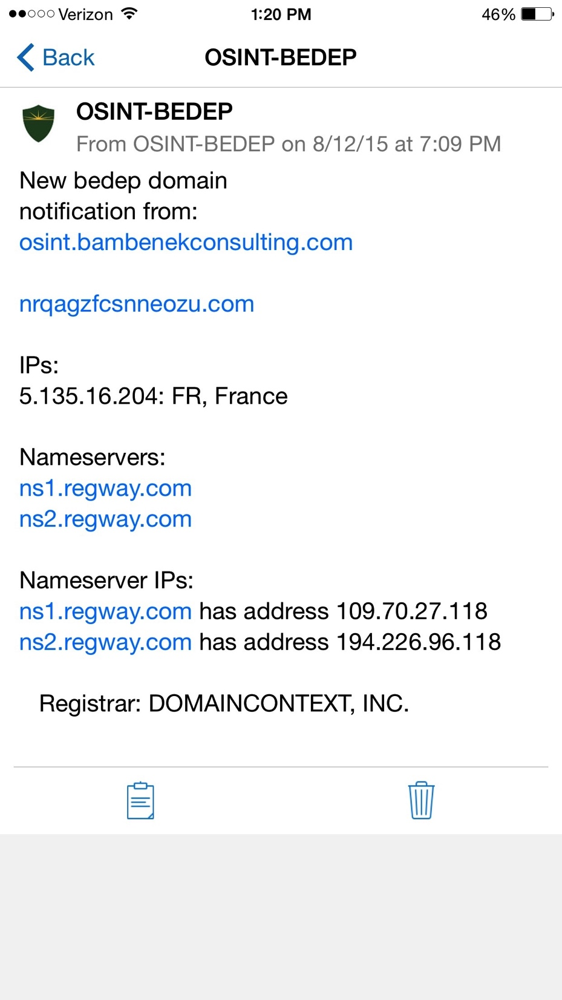 Verizon 1:20 PM 46%
Back OSINT-BEDEP
OSINT-BEDEP
From OSINT-BEDEP on 8/12/15 at 7:09 PM
New bedep domain
notification from:
osint.bambenekconsulting.com
nrqagzfcsnneozu.com
IPs:
5.135.16.204: FR, France
Nameservers:
ns1.regway.com
ns2.regway.com
Nameserver IPs:
ns1.regway.com has address 109.70.27.118
ns2.regway.com has address 194.226.96.118
Registrar: DOMAINCONTEXT, INC.